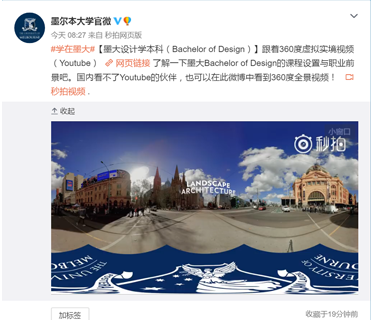 墨尔本大学官微
今天 08:27 来自 秒拍网页版
#学在墨大#【墨大设计学本科（Bachelor of Design）】跟着360度虚拟实境视频
（Youtube） 网页链接 了解一下墨大Bachelor of Design的课程设置与职业前
景吧。国内看不了Youtube的伙伴，也可以在此微博中看到360度全景视频！
秒拍视频 .
收起
小窗口
秒拍
LANDSCAPE
ARCHITECTURE
THE UNIV
ERSITY OF
MELBO
URNE
加标签
收藏于19分钟前